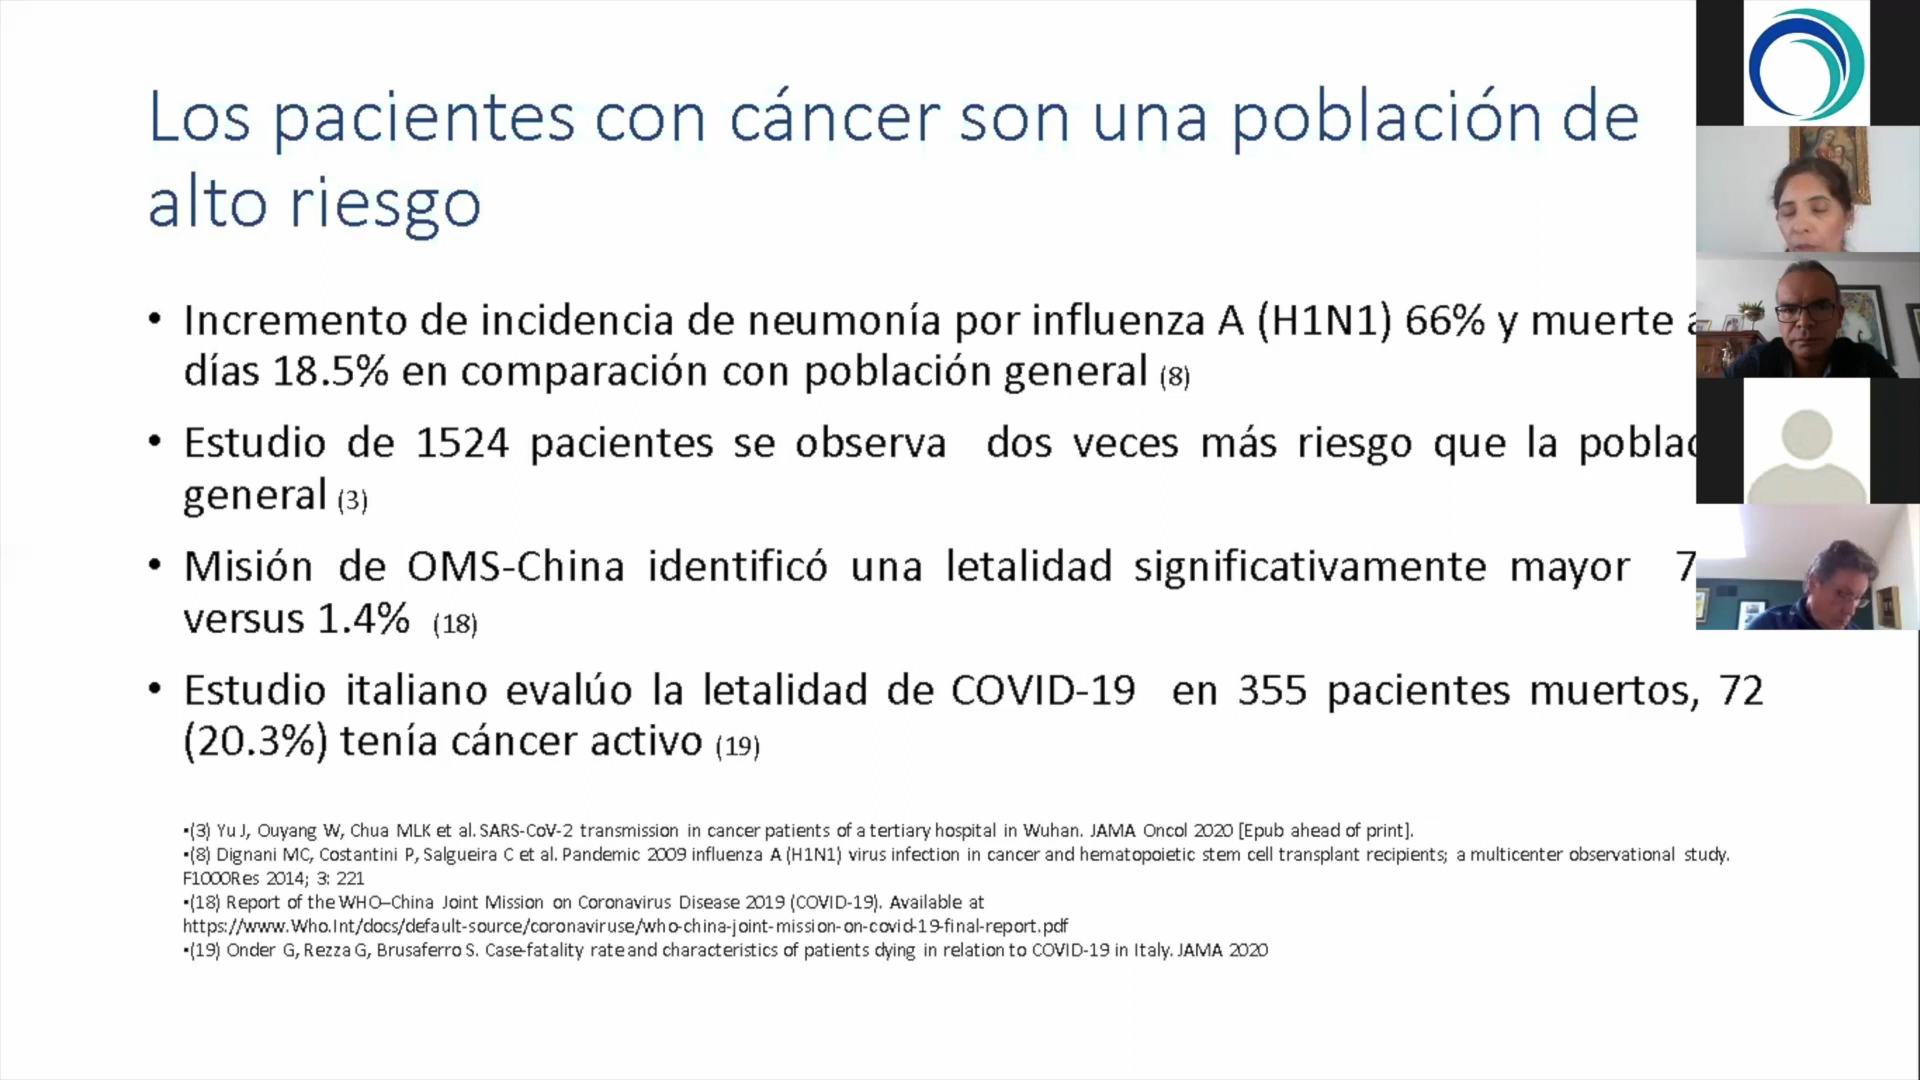 Los pacientes con cáncer son una población de
alto riesgo
• Incremento de incidencia de neumonía por influenza A (H1N1) 66% y muerte
días 18.5% en comparación con población general (8)
• Estudio de 1524 pacientes se observa dos veces más riesgo que la
general (3)
• Misión de OMS-China identificó una letalidad significativamente mayor
versus 1.4% (18)
• Estudio italiano evalúo la letalidad de COVID-19 en 355 pacientes muertos, 72
(20.3%) tenía cáncer activo (19)
•(3) Yu J, Ouyang W, Chua MLK et al. SARS-CoV-2 transmission in cancer patients of a tertiary hospital in Wuhan. JAMA Oncol 2020 [Epub ahead of print].
•(8) Dignani MC, Costantini P, Salgueira C et al. Pandemic 2009 influenza A (H1N1) virus infection in cancer and hematopoietic stem cell transplant recipients; a multicenter observational study.
F1000Res 2014; 3: 221
•(18) Report of the WHO–China Joint Mission on Coronavirus Disease 2019 (COVID-19). Available at
https://www.Who.Int/docs/default-source/coronaviruse/who-china-joint-mission-on-covid-19-final-report.pdf
•(19) Onder G, Rezza G, Brusaferro S. Case-fatality rate and characteristics of patients dying in relation to COVID-19 in Italy. JAMA 2020